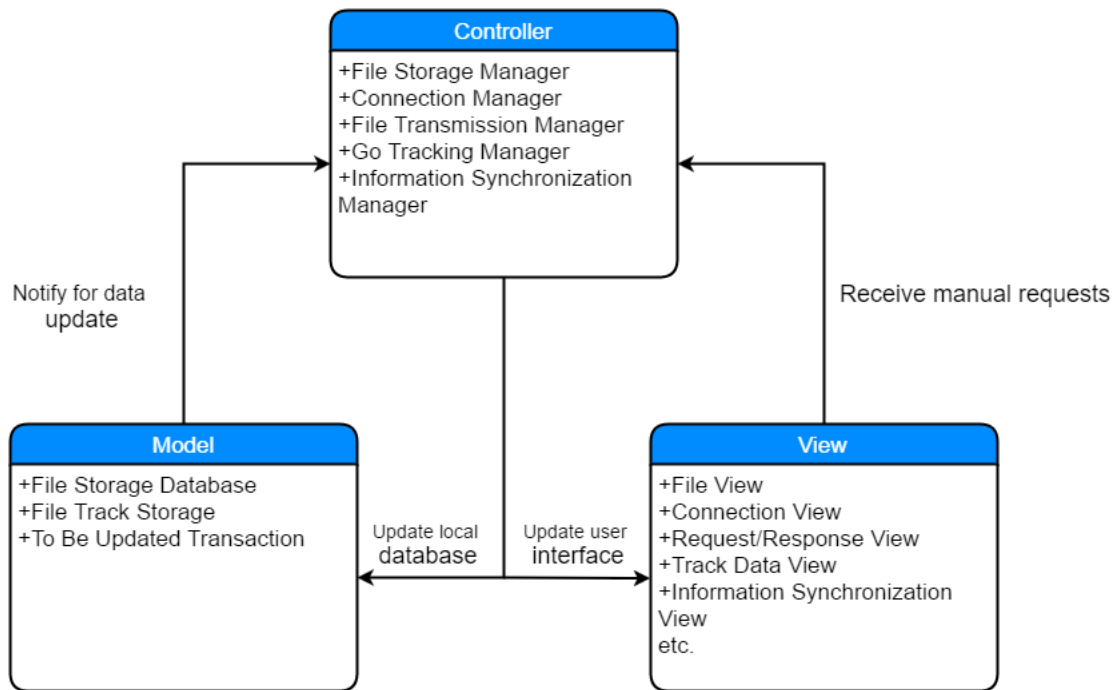 Controller
+File Storage Manager
+Connection Manager
+File Transmission Manager
+Go Tracking Manager
+Information Synchronization
Manager
Notify for data
update
Receive manual requests
Model
+File Storage Database
+File Track Storage
+To Be Updated Transaction
Update local
database
Update user
interface
View
+File View
+Connection View
+Request/Response View
+Track Data View
+Information Synchronization
View
etc.